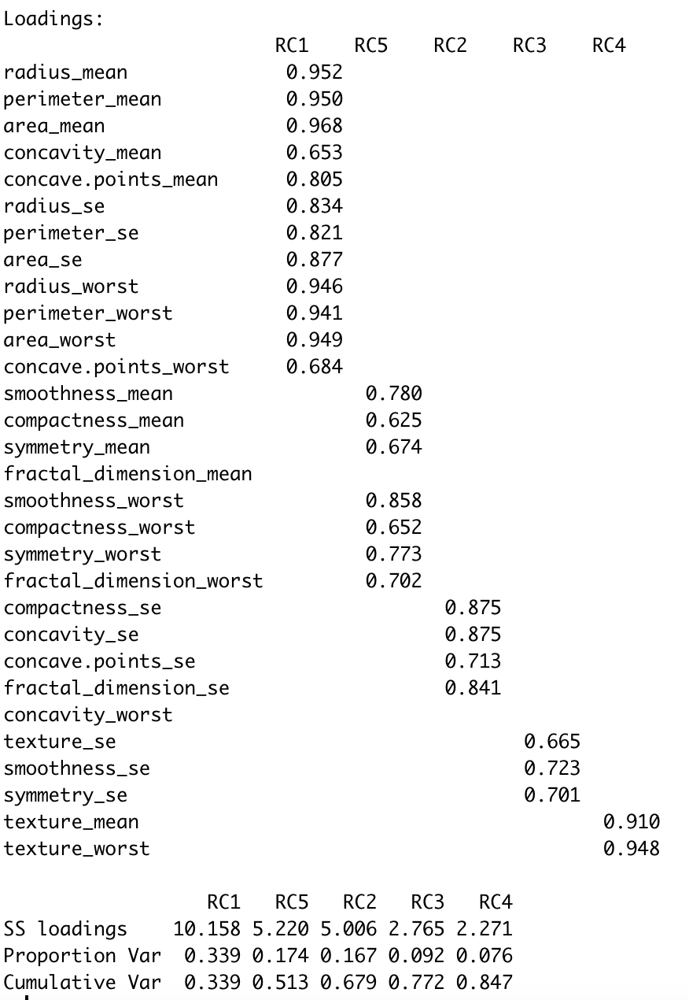 Loadings:
                        RC1    RC5    RC2    RC3    RC4
radius_mean              0.952
perimeter_mean           0.950
area_mean                0.968
concavity_mean           0.653
concave.points_mean      0.805
radius_se                0.834
perimeter_se             0.821
area_se                  0.877
radius_worst             0.946
perimeter_worst          0.941
area_worst               0.949
concave.points_worst     0.684
smoothness_mean                 0.780
compactness_mean                0.625
symmetry_mean                   0.674
fractal_dimension_mean
smoothness_worst                0.858
compactness_worst               0.652
symmetry_worst                  0.773
fractal_dimension_worst         0.702
compactness_se                         0.875
concavity_se                           0.875
concave.points_se                      0.713
fractal_dimension_se                   0.841
concavity_worst
texture_se                                    0.665
smoothness_se                                 0.723
symmetry_se                                   0.701
texture_mean                                         0.910
texture_worst                                        0.948

                  RC1   RC5   RC2   RC3   RC4
SS loadings    10.158 5.220 5.006 2.765 2.271
Proportion Var  0.339 0.174 0.167 0.092 0.076
Cumulative Var  0.339 0.513 0.679 0.772 0.847